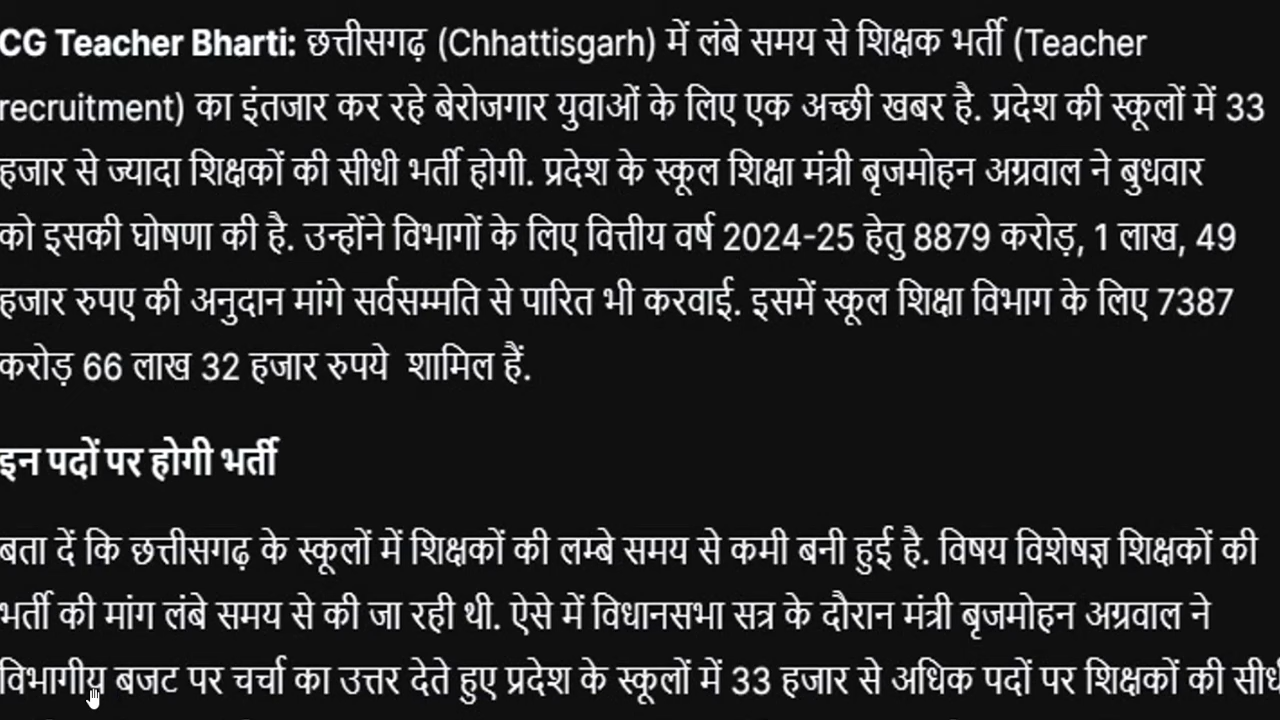 CG Teacher Bharti: छत्तीसगढ़ (Chhattisgarh) में लंबे समय से शिक्षक भर्ती (Teacher
recruitment) का इंतजार कर रहे बेरोजगार युवाओं के लिए एक अच्छी खबर है. प्रदेश की स्कूलों में 33
हजार से ज्यादा शिक्षकों की सीधी भर्ती होगी. प्रदेश के स्कूल शिक्षा मंत्री बृजमोहन अग्रवाल ने बुधवार
को इसकी घोषणा की है. उन्होंने विभागों के लिए वित्तीय वर्ष 2024-25 हेतु 8879 करोड़, 1 लाख, 49
हजार रुपए की अनुदान मांगे सर्वसम्मति से पारित भी करवाई. इसमें स्कूल शिक्षा विभाग के लिए 7387
करोड़ 66 लाख 32 हजार रुपये शामिल हैं.
इन पदों पर होगी भर्ती
बता दें कि छत्तीसगढ़ के स्कूलों में शिक्षकों की लम्बे समय से कमी बनी हुई है. विषय विशेषज्ञ शिक्षकों की
भर्ती की मांग लंबे समय से की जा रही थी. ऐसे में विधानसभा सत्र के दौरान मंत्री बृजमोहन अग्रवाल ने
विभागीय बजट पर चर्चा का उत्तर देते हुए प्रदेश के स्कूलों में 33 हजार से अधिक पदों पर शिक्षकों की